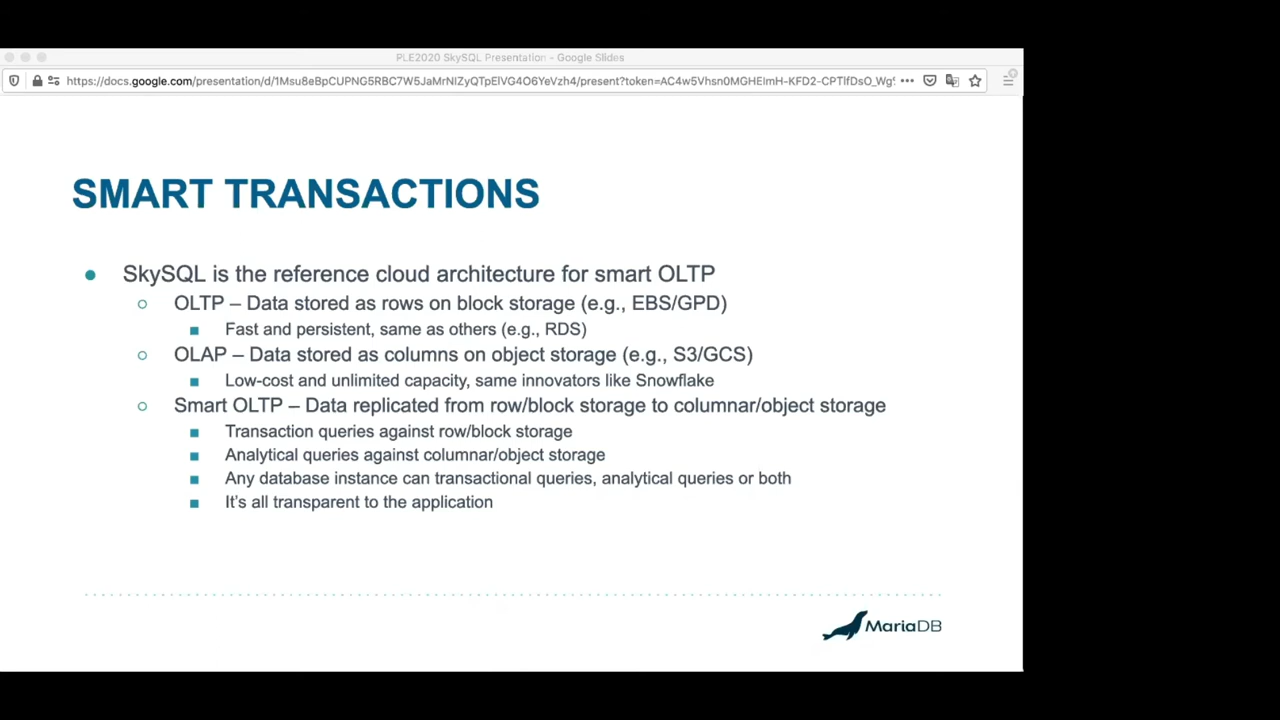 PLE2020 SkySQL Presentation - Google Slides
SMART TRANSACTIONS
SkySQL is the reference cloud architecture for smart OLTP
OLTP – Data stored as rows on block storage (e.g., EBS/GPD)
Fast and persistent, same as others (e.g., RDS)
OLAP – Data stored as columns on object storage (e.g., S3/GCS)
Low-cost and unlimited capacity, same innovators like Snowflake
Smart OLTP – Data replicated from row/block storage to columnar/object storage
Transaction queries against row/block storage
Analytical queries against columnar/object storage
Any database instance can transactional queries, analytical queries or both
It's all transparent to the application
MariaDB